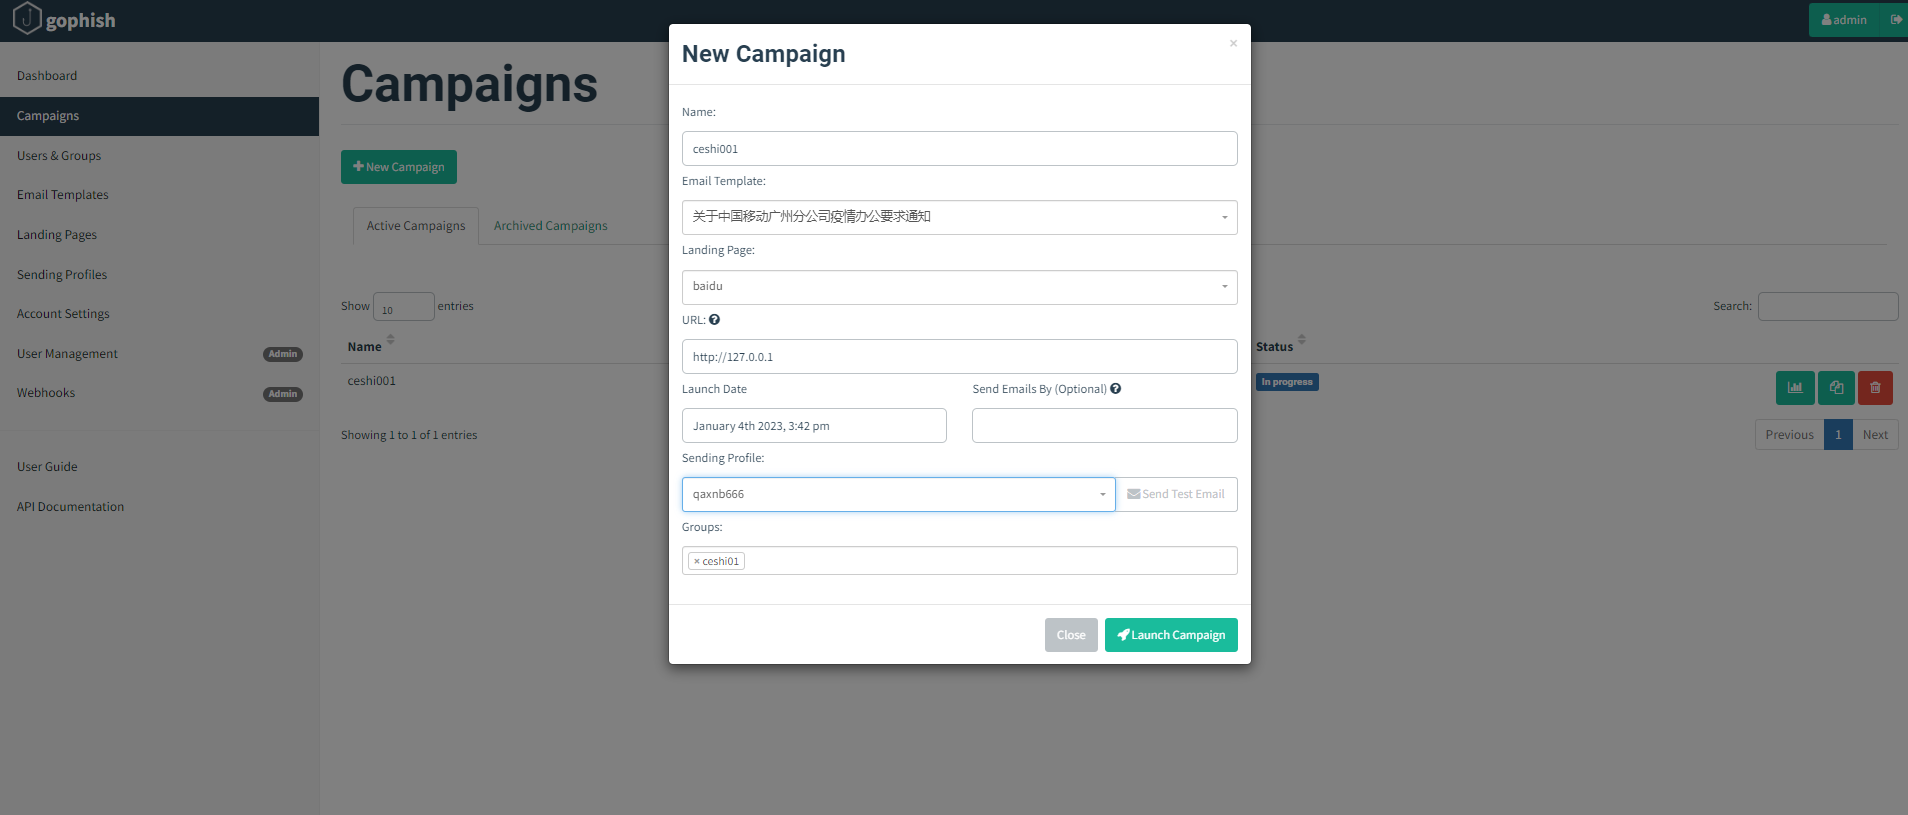 gophish
admin
Dashboard
Campaigns
Users & Groups
Email Templates
Landing Pages
Sending Profiles
Account Settings
User Management Admin
Webhooks Admin
User Guide
API Documentation
Campaigns
New Campaign
Active Campaigns Archived Campaigns
Show 10 entries
Search:
Name
Status
ceshi001
In progress
Showing 1 to 1 of 1 entries
Previous 1 Next
New Campaign
×
Name:
ceshi001
Email Template:
关于中国移动广州分公司疫情办公要求通知
Landing Page:
baidu
URL:
http://127.0.0.1
Launch Date Send Emails By (Optional)
January 4th 2023, 3:42 pm
Sending Profile:
qaxnb666 Send Test Email
Groups:
× ceshi01
Close Launch Campaign